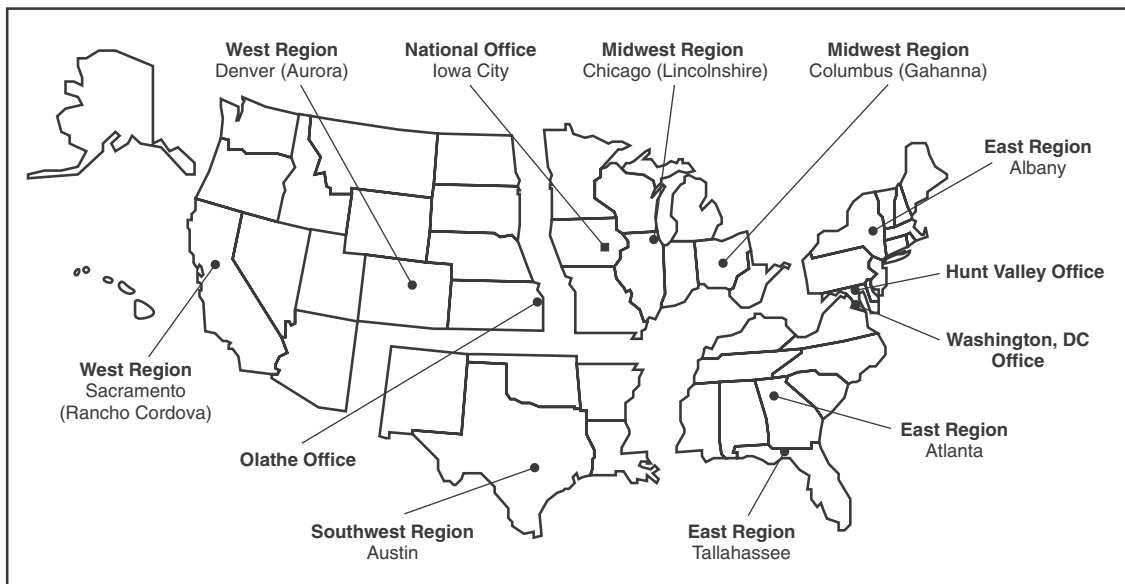 West Region
Denver (Aurora)
National Office
Iowa City
Midwest Region
Chicago (Lincolnshire)
Midwest Region
Columbus (Gahanna)
East Region
Albany
Hunt Valley Office
Washington, DC
Office
West Region
Sacramento
(Rancho Cordova)
Olathe Office
East Region
Atlanta
Southwest Region
Austin
East Region
Tallahassee